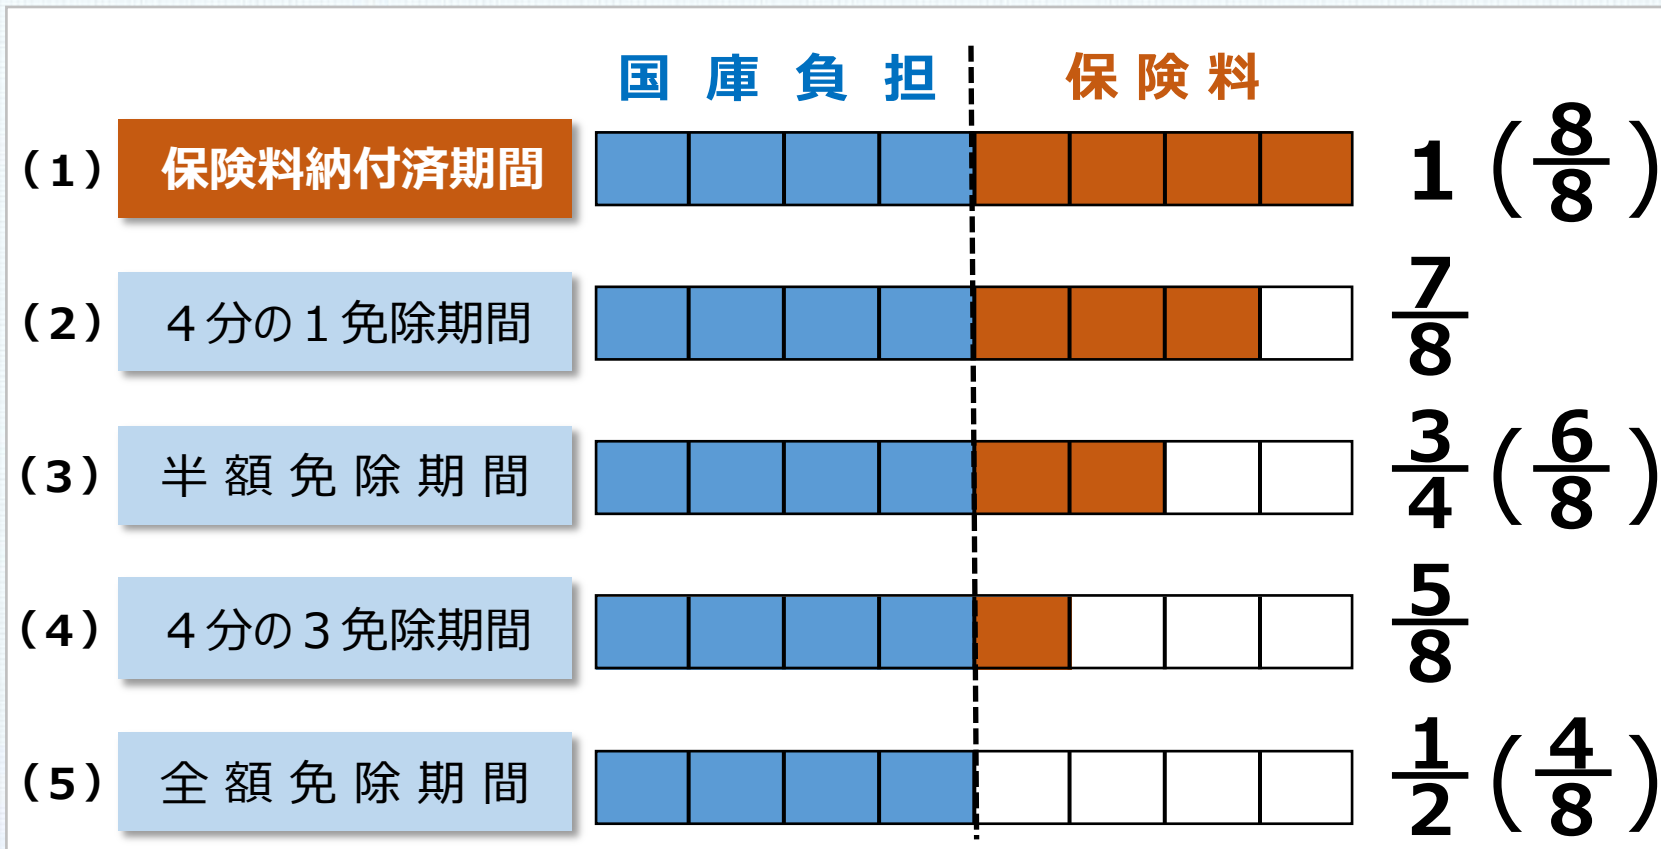 国庫負担 保険料
(1) 保険料納付済期間 1 (8/8)
(2) 4分の1免除期間 7/8
(3) 半額免除期間 3/4 (6/8)
(4) 4分の3免除期間 5/8
(5) 全額免除期間 1/2 (4/8)